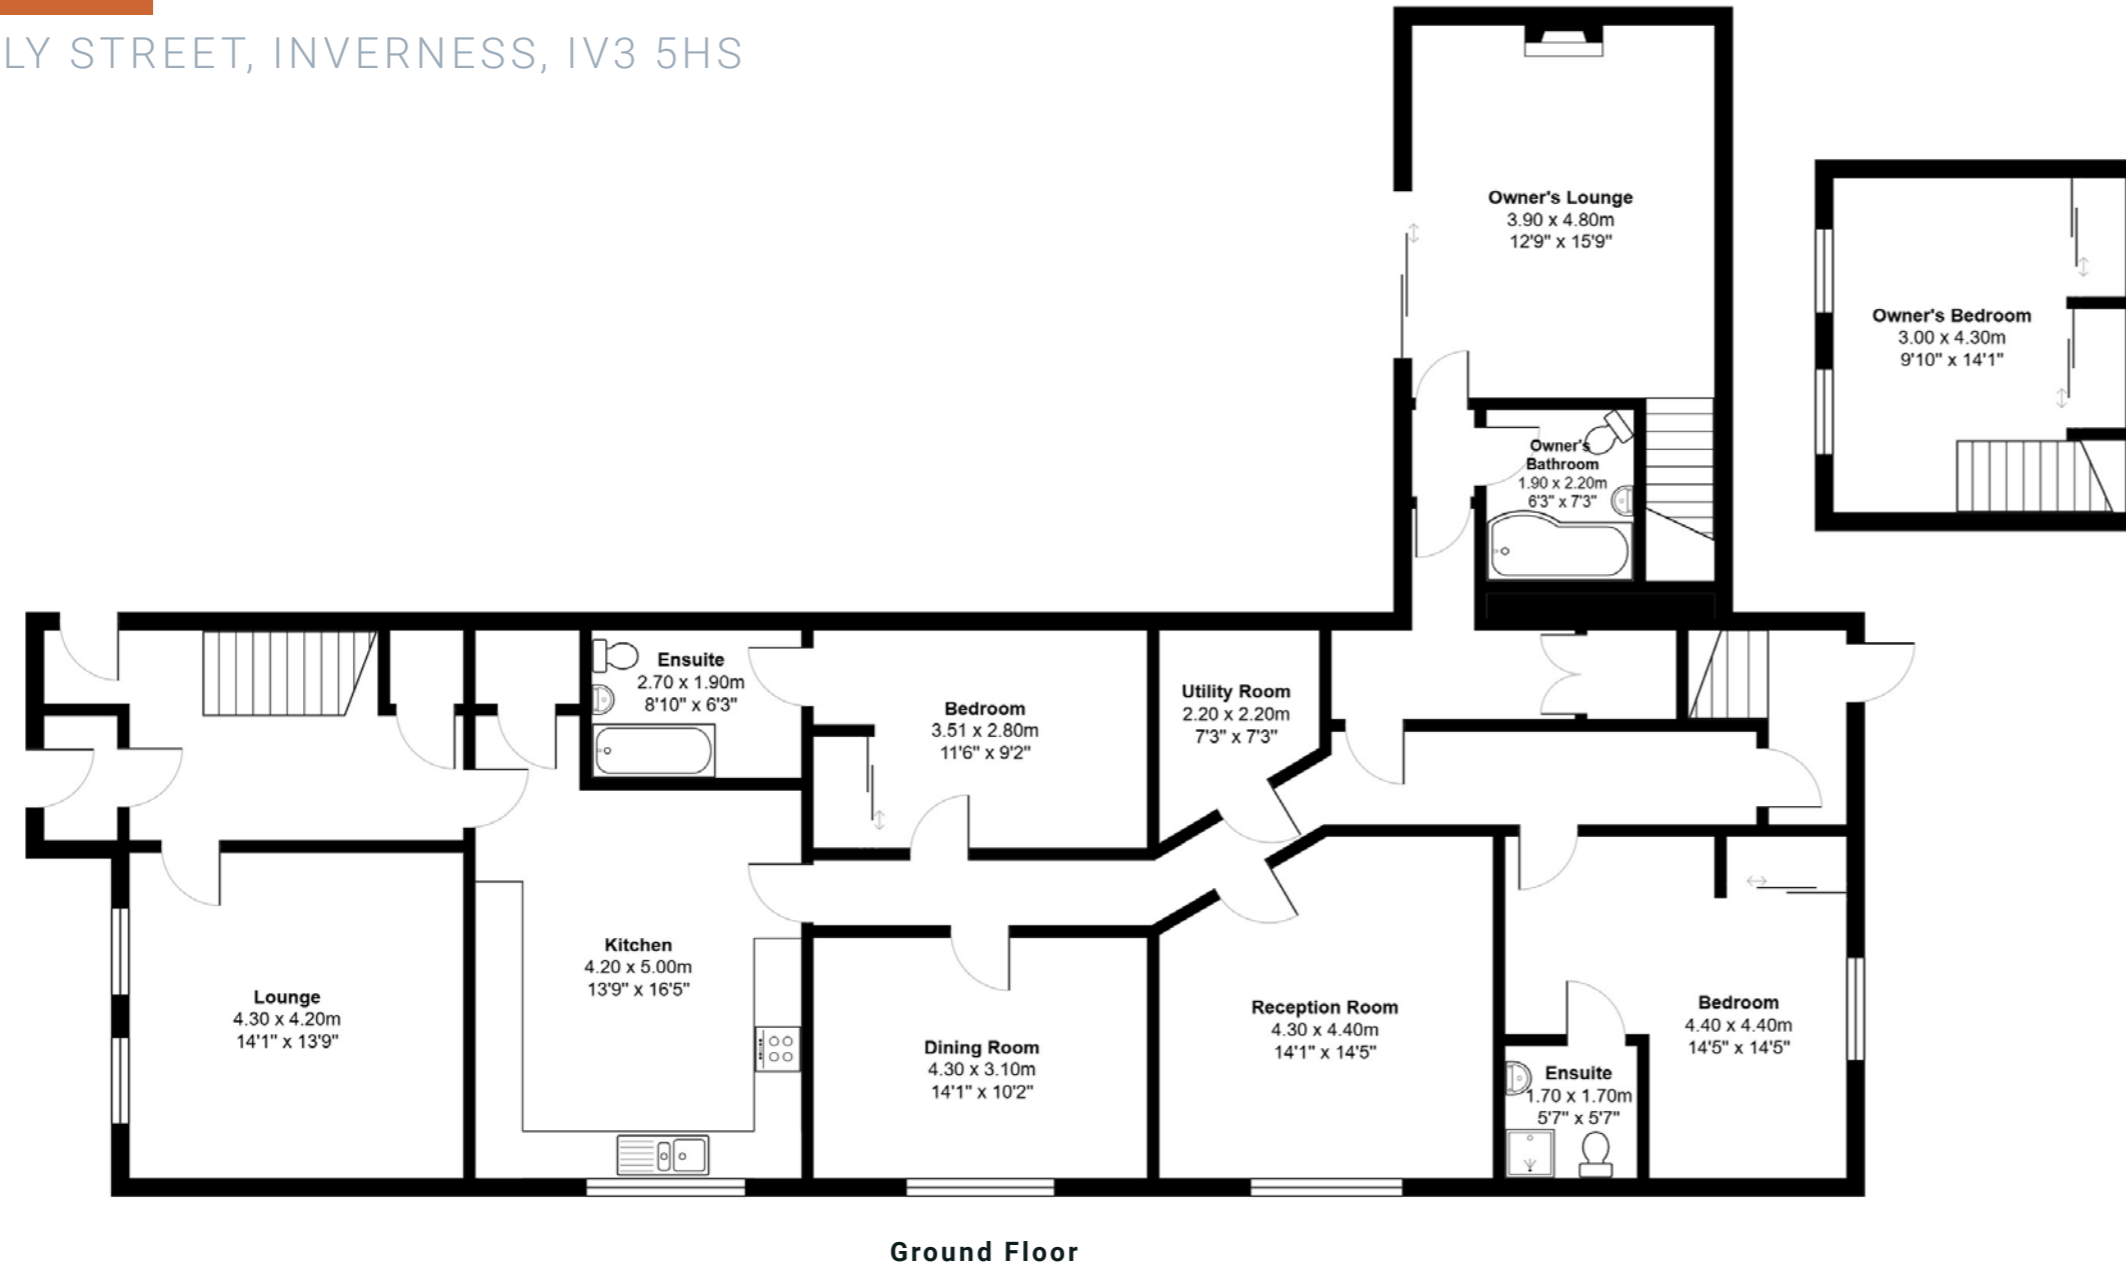 LY STREET, INVERNESS, IV3 5HS
Owner's Lounge
3.90 x 4.80m
12'9" x 15'9"
Owner's Bedroom
3.00 x 4.30m
9'10" x 14'1"
Owner's
Bathroom
1.90 x 2.20m
6'3" x 7'3"
Ensuite
2.70 x 1.90m
8'10" x 6'3"
Bedroom
3.51 x 2.80m
11'6" x 9'2"
Utility Room
2.20 x 2.20m
7'3" x 7'3"
Lounge
4.30 x 4.20m
14'1" x 13'9"
Kitchen
4.20 x 5.00m
13'9" x 16'5"
Dining Room
4.30 x 3.10m
14'1" x 10'2"
Reception Room
4.30 x 4.40m
14'1" x 14'5"
Bedroom
4.40 x 4.40m
14'5" x 14'5"
Ensuite
1.70 x 1.70m
5'7" x 5'7"
Ground Floor